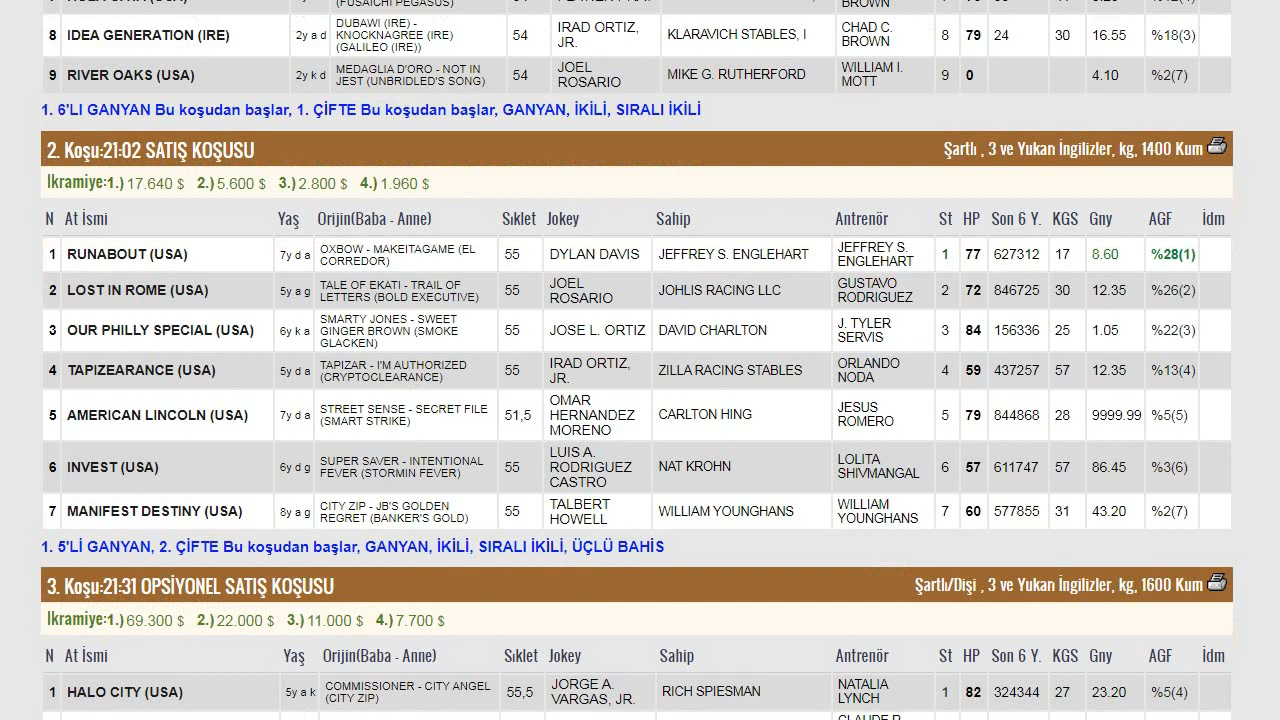 BROWN
8 IDEA GENERATION (IRE) 2y a d DUBAWI (IRE) - KNOCKNAGREE (IRE) (GALILEO (IRE)) 54 IRAD ORTIZ, JR. KLARAVICH STABLES, I CHAD C. BROWN 8 79 24 30 16.55 %18(3)
9 RIVER OAKS (USA) 2y k d MEDAGLIA D'ORO - NOT IN JEST (UNBRIDLED'S SONG) 54 JOEL ROSARIO MIKE G. RUTHERFORD WILLIAM I. MOTT 9 0 4.10 %2(7)
1. 6'LI GANYAN Bu koşudan başlar, 1. ÇİFTE Bu koşudan başlar, GANYAN, İKİLİ, SIRALI İKİLİ
2. Koşu:21:02 SATIŞ KOŞUSU Şartlı , 3 ve Yukarı İngilizler, kg, 1400 Kum
İkramiye:1.) 17.640 $ 2.) 5.600 $ 3.) 2.800 $ 4.) 1.960 $
N At İsmi Yaş Orijin(Baba - Anne) Sıklet Jokey Sahip Antrenör St HP Son 6 Y. KGS Gny AGF İdm
1 RUNABOUT (USA) 7y d a OXBOW - MAKEITAGAME (EL CORREDOR) 55 DYLAN DAVIS JEFFREY S. ENGLEHART JEFFREY S. ENGLEHART 1 77 627312 17 8.60 %28(1)
2 LOST IN ROME (USA) 5y a g TALE OF EKATI - TRAIL OF LETTERS (BOLD EXECUTIVE) 55 JOEL ROSARIO JOHLIS RACING LLC GUSTAVO RODRIGUEZ 2 72 846725 30 12.35 %26(2)
3 OUR PHILLY SPECIAL (USA) 6y k a SMARTY JONES - SWEET GINGER BROWN (SMOKE GLACKEN) 55 JOSE L. ORTIZ DAVID CHARLTON J. TYLER SERVIS 3 84 156336 25 1.05 %22(3)
4 TAPIZEARANCE (USA) 5y d a TAPIZAR - I'M AUTHORIZED (CRYPTOCLEARANCE) 55 IRAD ORTIZ, JR. ZILLA RACING STABLES ORLANDO NODA 4 59 437257 57 12.35 %13(4)
5 AMERICAN LINCOLN (USA) 7y d a STREET SENSE - SECRET FILE (SMART STRIKE) 51,5 OMAR HERNANDEZ MORENO CARLTON HING JESUS ROMERO 5 79 844868 28 9999.99 %5(5)
6 INVEST (USA) 6y d g SUPER SAVER - INTENTIONAL FEVER (STORMIN FEVER) 55 LUIS A. RODRIGUEZ CASTRO NAT KROHN LOLITA SHIVMANGAL 6 57 611747 57 86.45 %3(6)
7 MANIFEST DESTINY (USA) 8y a g CITY ZIP - JB'S GOLDEN REGRET (BANKER'S GOLD) 55 TALBERT HOWELL WILLIAM YOUNGHANS WILLIAM YOUNGHANS 7 60 577855 31 43.20 %2(7)
1. 5'Lİ GANYAN, 2. ÇİFTE Bu koşudan başlar, GANYAN, İKİLİ, SIRALI İKİLİ, ÜÇLÜ BAHİS
3. Koşu:21:31 OPSİYONEL SATIŞ KOŞUSU Şartlı/Dişi , 3 ve Yukarı İngilizler, kg, 1600 Kum
İkramiye:1.) 69.300 $ 2.) 22.000 $ 3.) 11.000 $ 4.) 7.700 $
N At İsmi Yaş Orijin(Baba - Anne) Sıklet Jokey Sahip Antrenör St HP Son 6 Y. KGS Gny AGF İdm
1 HALO CITY (USA) 5y a k COMMISSIONER - CITY ANGEL (CITY ZIP) 55,5 JORGE A. VARGAS, JR. RICH SPIESMAN NATALIA LYNCH 1 82 324344 27 23.20 %5(4)